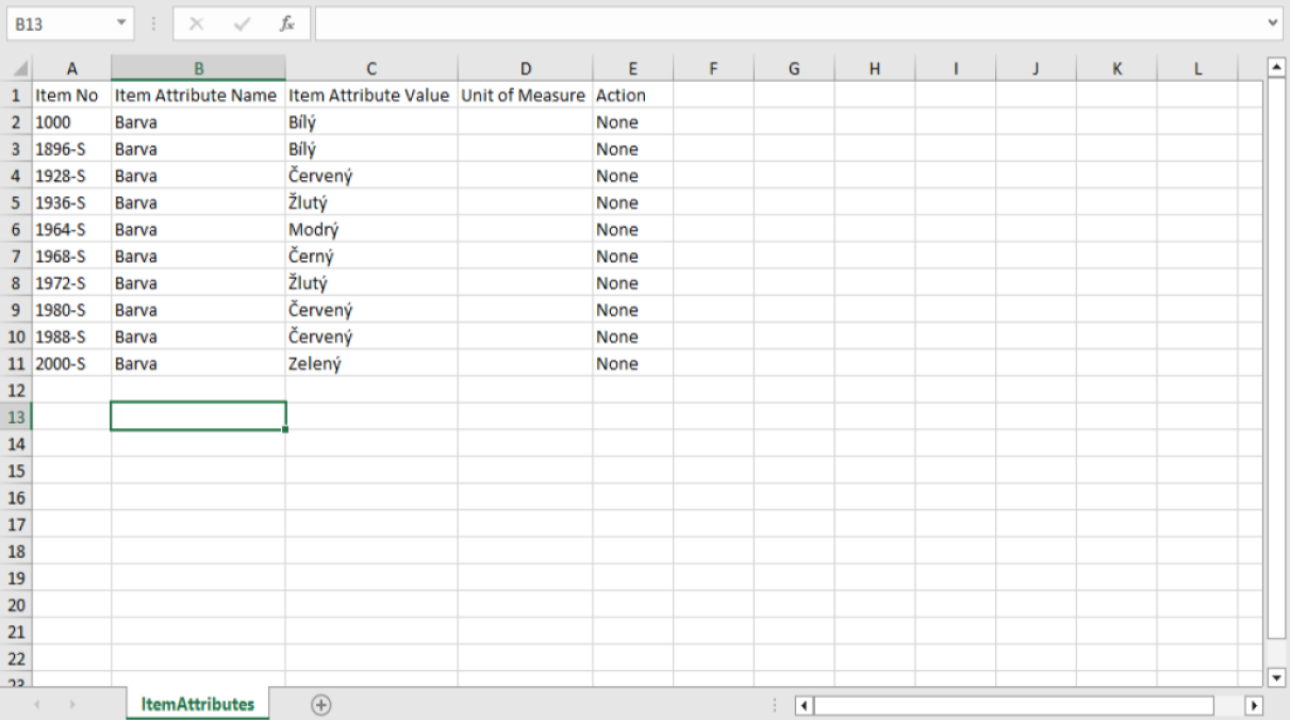 B13 fx
A B C D E F G H I J K L
1 Item No Item Attribute Name Item Attribute Value Unit of Measure Action
2 1000 Barva Bílý None
3 1896-S Barva Bílý None
4 1928-S Barva Červený None
5 1936-S Barva Žlutý None
6 1964-S Barva Modrý None
7 1968-S Barva Černý None
8 1972-S Barva Žlutý None
9 1980-S Barva Červený None
10 1988-S Barva Červený None
11 2000-S Barva Zelený None
12
13
14
15
16
17
18
19
20
21
22
23
ItemAttributes